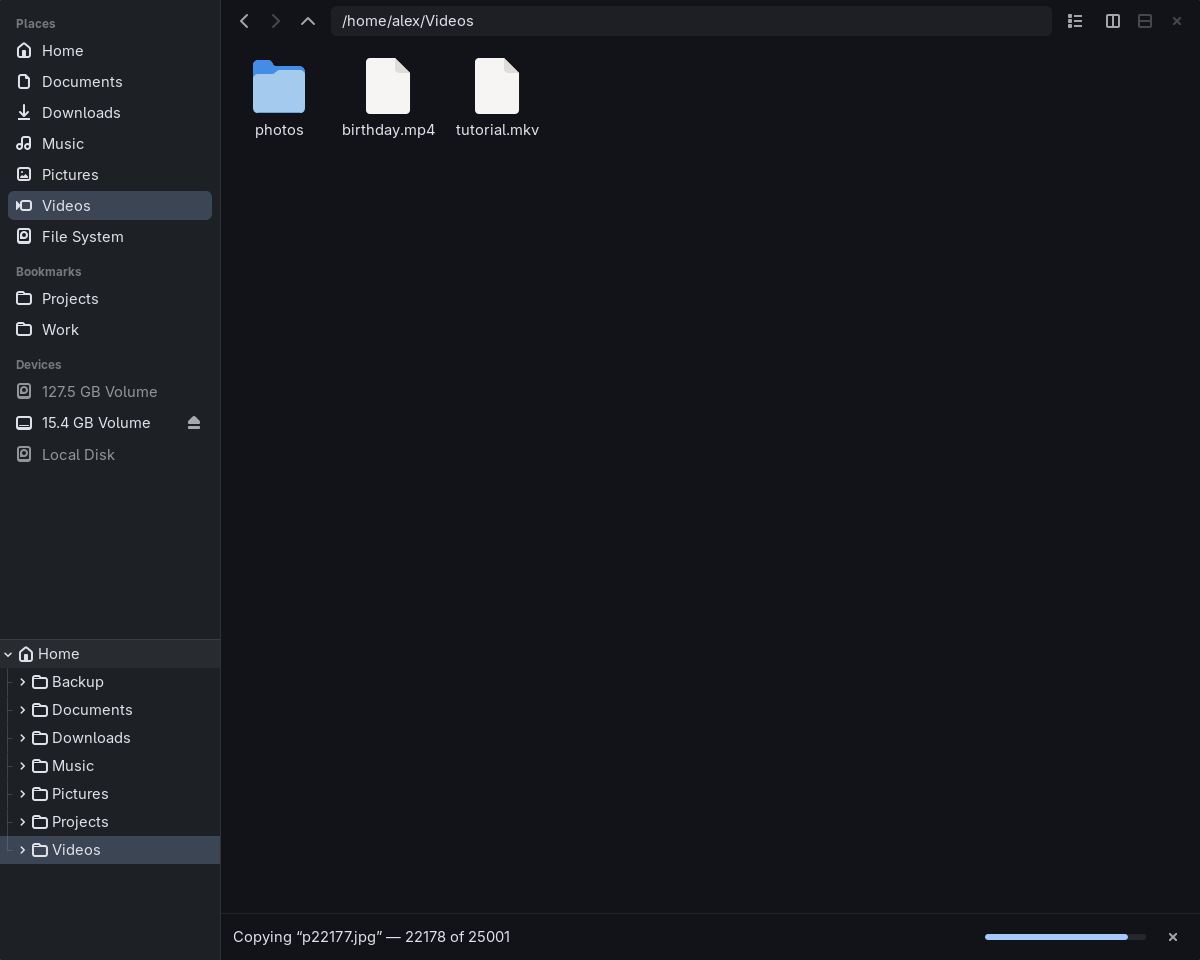 Places
Home
Documents
Downloads
Music
Pictures
Videos
File System
Bookmarks
Projects
Work
Devices
127.5 GB Volume
15.4 GB Volume
Local Disk
Home
Backup
Documents
Downloads
Music
Pictures
Projects
Videos
/home/alex/Videos
photos
birthday.mp4
tutorial.mkv
Copying “p22177.jpg” — 22178 of 25001